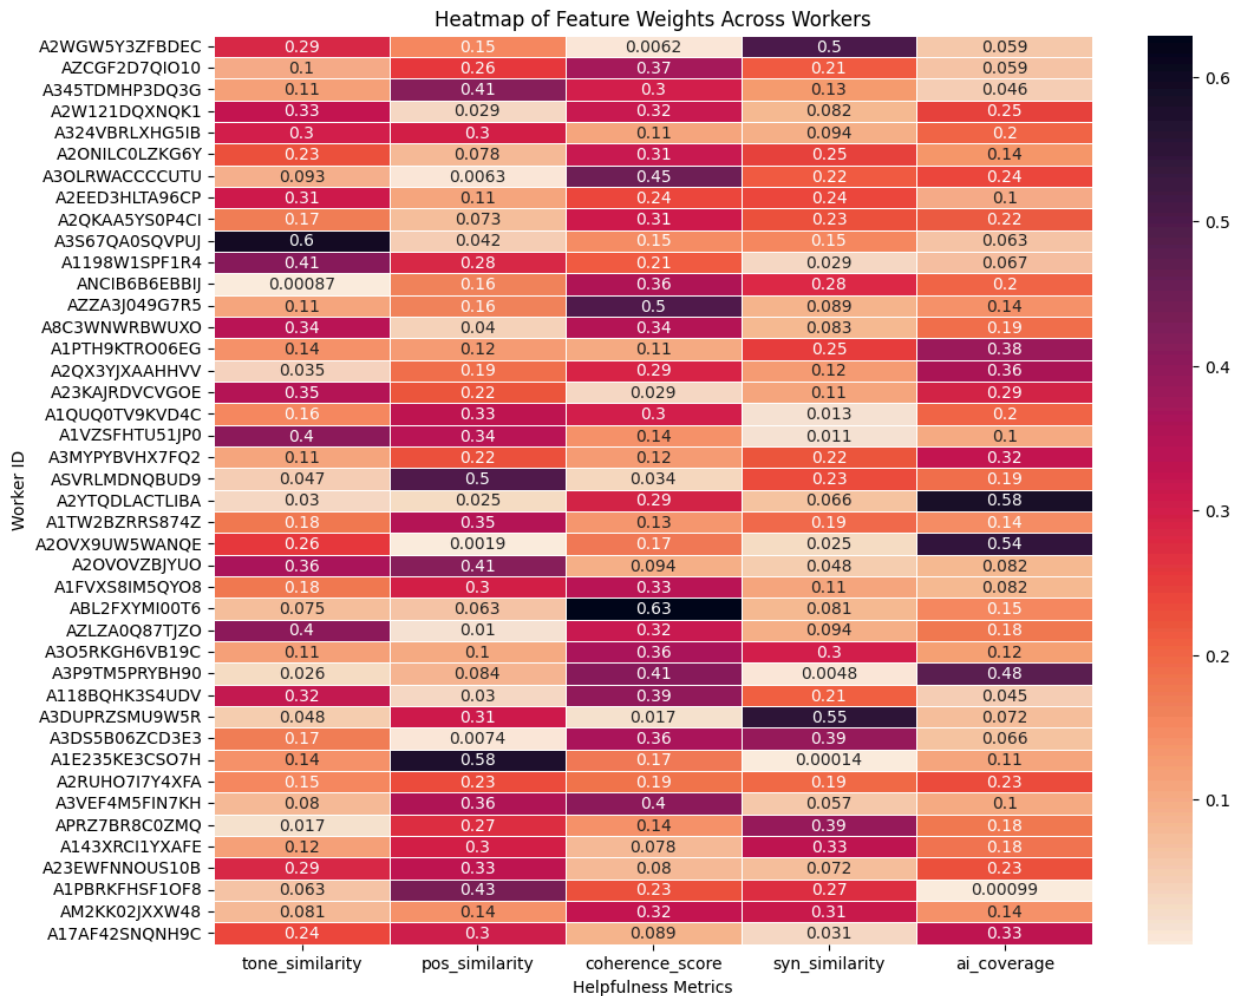 Heatmap of Feature Weights Across Workers
A2WGW5Y3ZFBDEC 0.29 0.15 0.0062 0.5 0.059
AZCGF2D7QIO10 0.1 0.26 0.37 0.21 0.059
A345TDMHP3DQ3G 0.11 0.41 0.3 0.13 0.046
A2W121DQXNQK1 0.33 0.029 0.32 0.082 0.25
A324VBRLXHG5IB 0.3 0.3 0.11 0.094 0.2
A2ONILC0LZKG6Y 0.23 0.078 0.31 0.25 0.14
A3OLRWACCCCUTU 0.093 0.0063 0.45 0.22 0.24
A2EED3HLTA96CP 0.31 0.11 0.24 0.24 0.1
A2QKAA5YS0P4CI 0.17 0.073 0.31 0.23 0.22
A3S67QA0SQVPUJ 0.6 0.042 0.15 0.15 0.063
A1198W1SPF1R4 0.41 0.28 0.21 0.029 0.067
ANCIB6B6EBBIJ 0.00087 0.16 0.36 0.28 0.2
AZZA3J049G7R5 0.11 0.16 0.5 0.089 0.14
A8C3WNWRBWUXO 0.34 0.04 0.34 0.083 0.19
A1PTH9KTRO06EG 0.14 0.12 0.11 0.25 0.38
A2QX3YJXAAHHVV 0.035 0.19 0.29 0.12 0.36
A23KAJRDVCVGOE 0.35 0.22 0.029 0.11 0.29
A1QUQ0TV9KVD4C 0.16 0.33 0.3 0.013 0.2
A1VZSFHTU51JP0 0.4 0.34 0.14 0.011 0.1
A3MYPYBVHX7FQ2 0.11 0.22 0.12 0.22 0.32
ASVRLMDNQBUD9 0.047 0.5 0.034 0.23 0.19
A2YTQDLACTLIBA 0.03 0.025 0.29 0.066 0.58
A1TW2BZRRS874Z 0.18 0.35 0.13 0.19 0.14
A2OVX9UW5WANQE 0.26 0.0019 0.17 0.025 0.54
A2OVOVZBJYUO 0.36 0.41 0.094 0.048 0.082
A1FVXS8IM5QYO8 0.18 0.3 0.33 0.11 0.082
ABL2FXYMI00T6 0.075 0.063 0.63 0.081 0.15
AZLZA0Q87TJZO 0.4 0.01 0.32 0.094 0.18
A3O5RKGH6VB19C 0.11 0.1 0.36 0.3 0.12
A3P9TM5PRYBH90 0.026 0.084 0.41 0.0048 0.48
A118BQHK3S4UDV 0.32 0.03 0.39 0.21 0.045
A3DUPRZSMU9W5R 0.048 0.31 0.017 0.55 0.072
A3DS5B06ZCD3E3 0.17 0.0074 0.36 0.39 0.066
A1E235KE3CSO7H 0.14 0.58 0.17 0.00014 0.11
A2RUHO7I7Y4XFA 0.15 0.23 0.19 0.19 0.23
A3VEF4M5FIN7KH 0.08 0.36 0.4 0.057 0.1
APRZ7BR8C0ZMQ 0.017 0.27 0.14 0.39 0.18
A143XRCI1YXAFE 0.12 0.3 0.078 0.33 0.18
A23EWFNNOUS10B 0.29 0.33 0.08 0.072 0.23
A1PBRKFHSF1OF8 0.063 0.43 0.23 0.27 0.00099
AM2KK02JXXW48 0.081 0.14 0.32 0.31 0.14
A17AF42SNQNH9C 0.24 0.3 0.089 0.031 0.33
tone_similarity pos_similarity coherence_score syn_similarity ai_coverage
Helpfulness Metrics
Worker ID
0.6
0.5
0.4
0.3
0.2
0.1